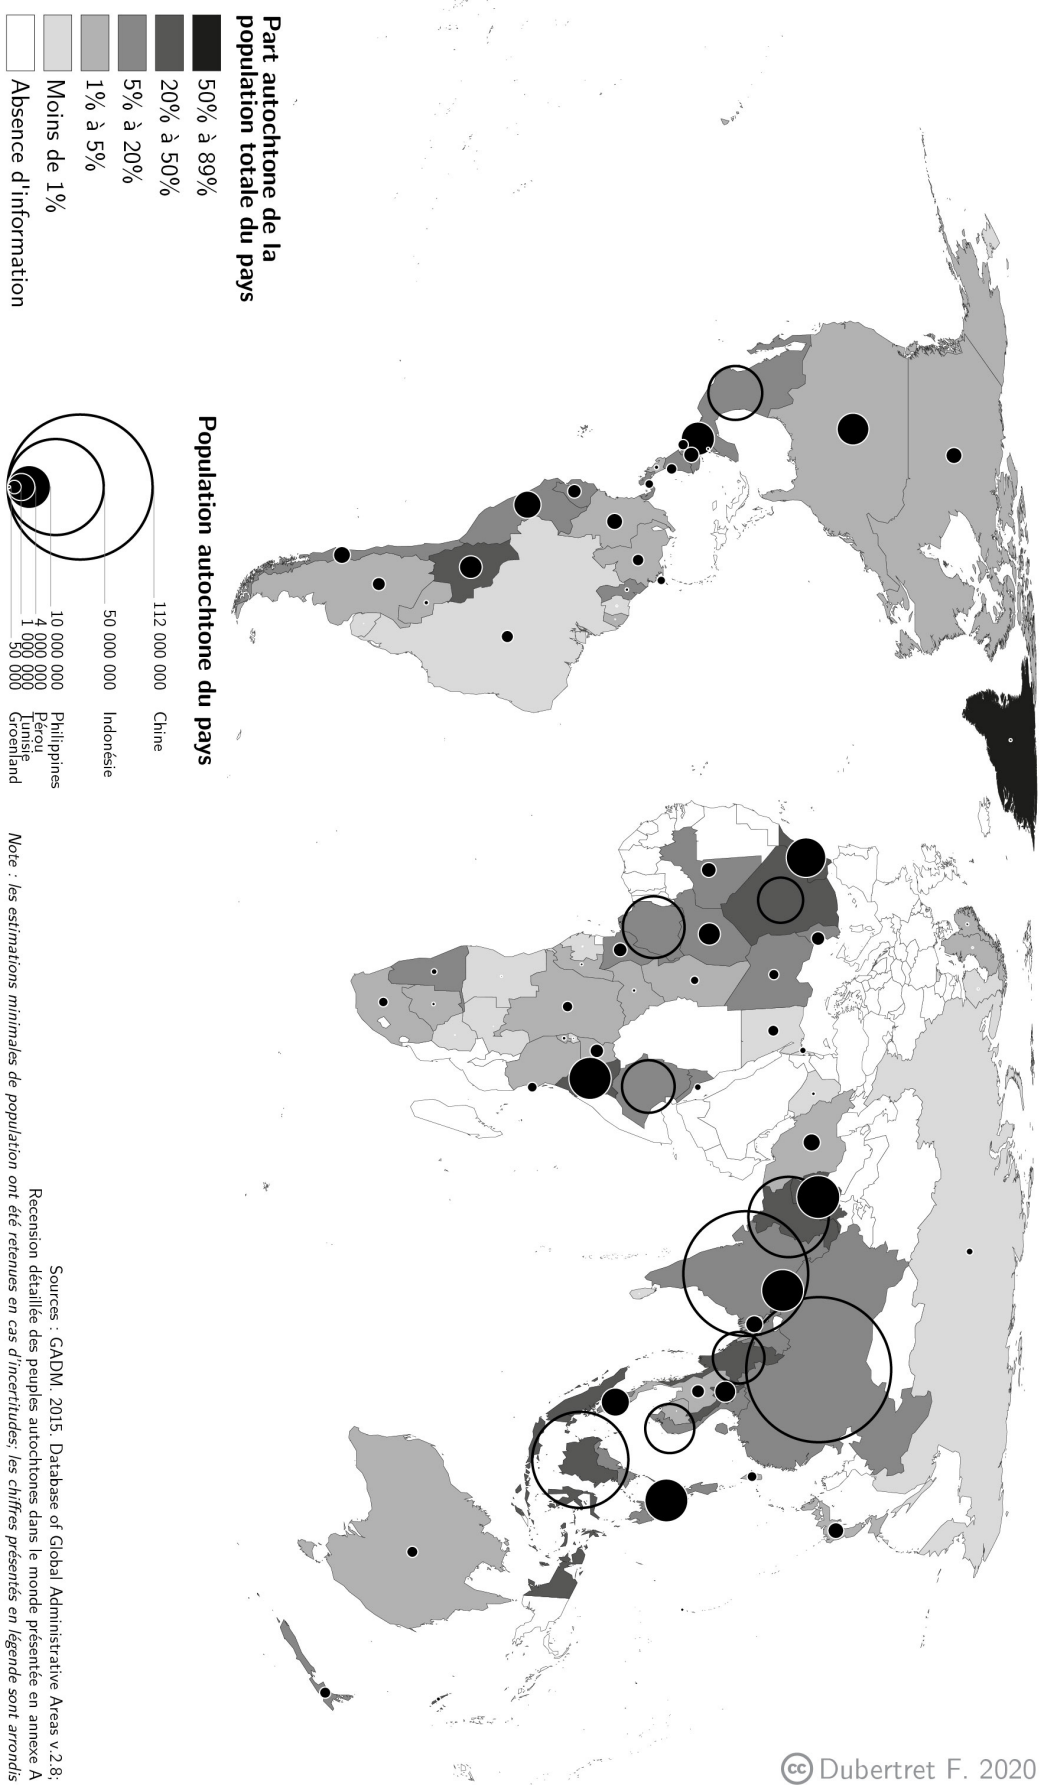 Part autochtone de la
population totale du pays
50% à 89%
20% à 50%
5% à 20%
1% à 5%
Moins de 1%
Absence d'information
Population autochtone du pays
112 000 000 Chine
50 000 000 Indonésie
10 000 000 Philippines
4 000 000 Pérou
1 000 000 Tunisie
50 000 Groenland
Sources : GADM. 2015. Database of Global Administrative Areas v.2.8;
Recension détaillée des peuples autochtones dans le monde présentée en annexe A
Note : les estimations minimales de population ont été retenues en cas d'incertitudes; les chiffres présentés en légende sont arrondis
cc Dubertret F. 2020